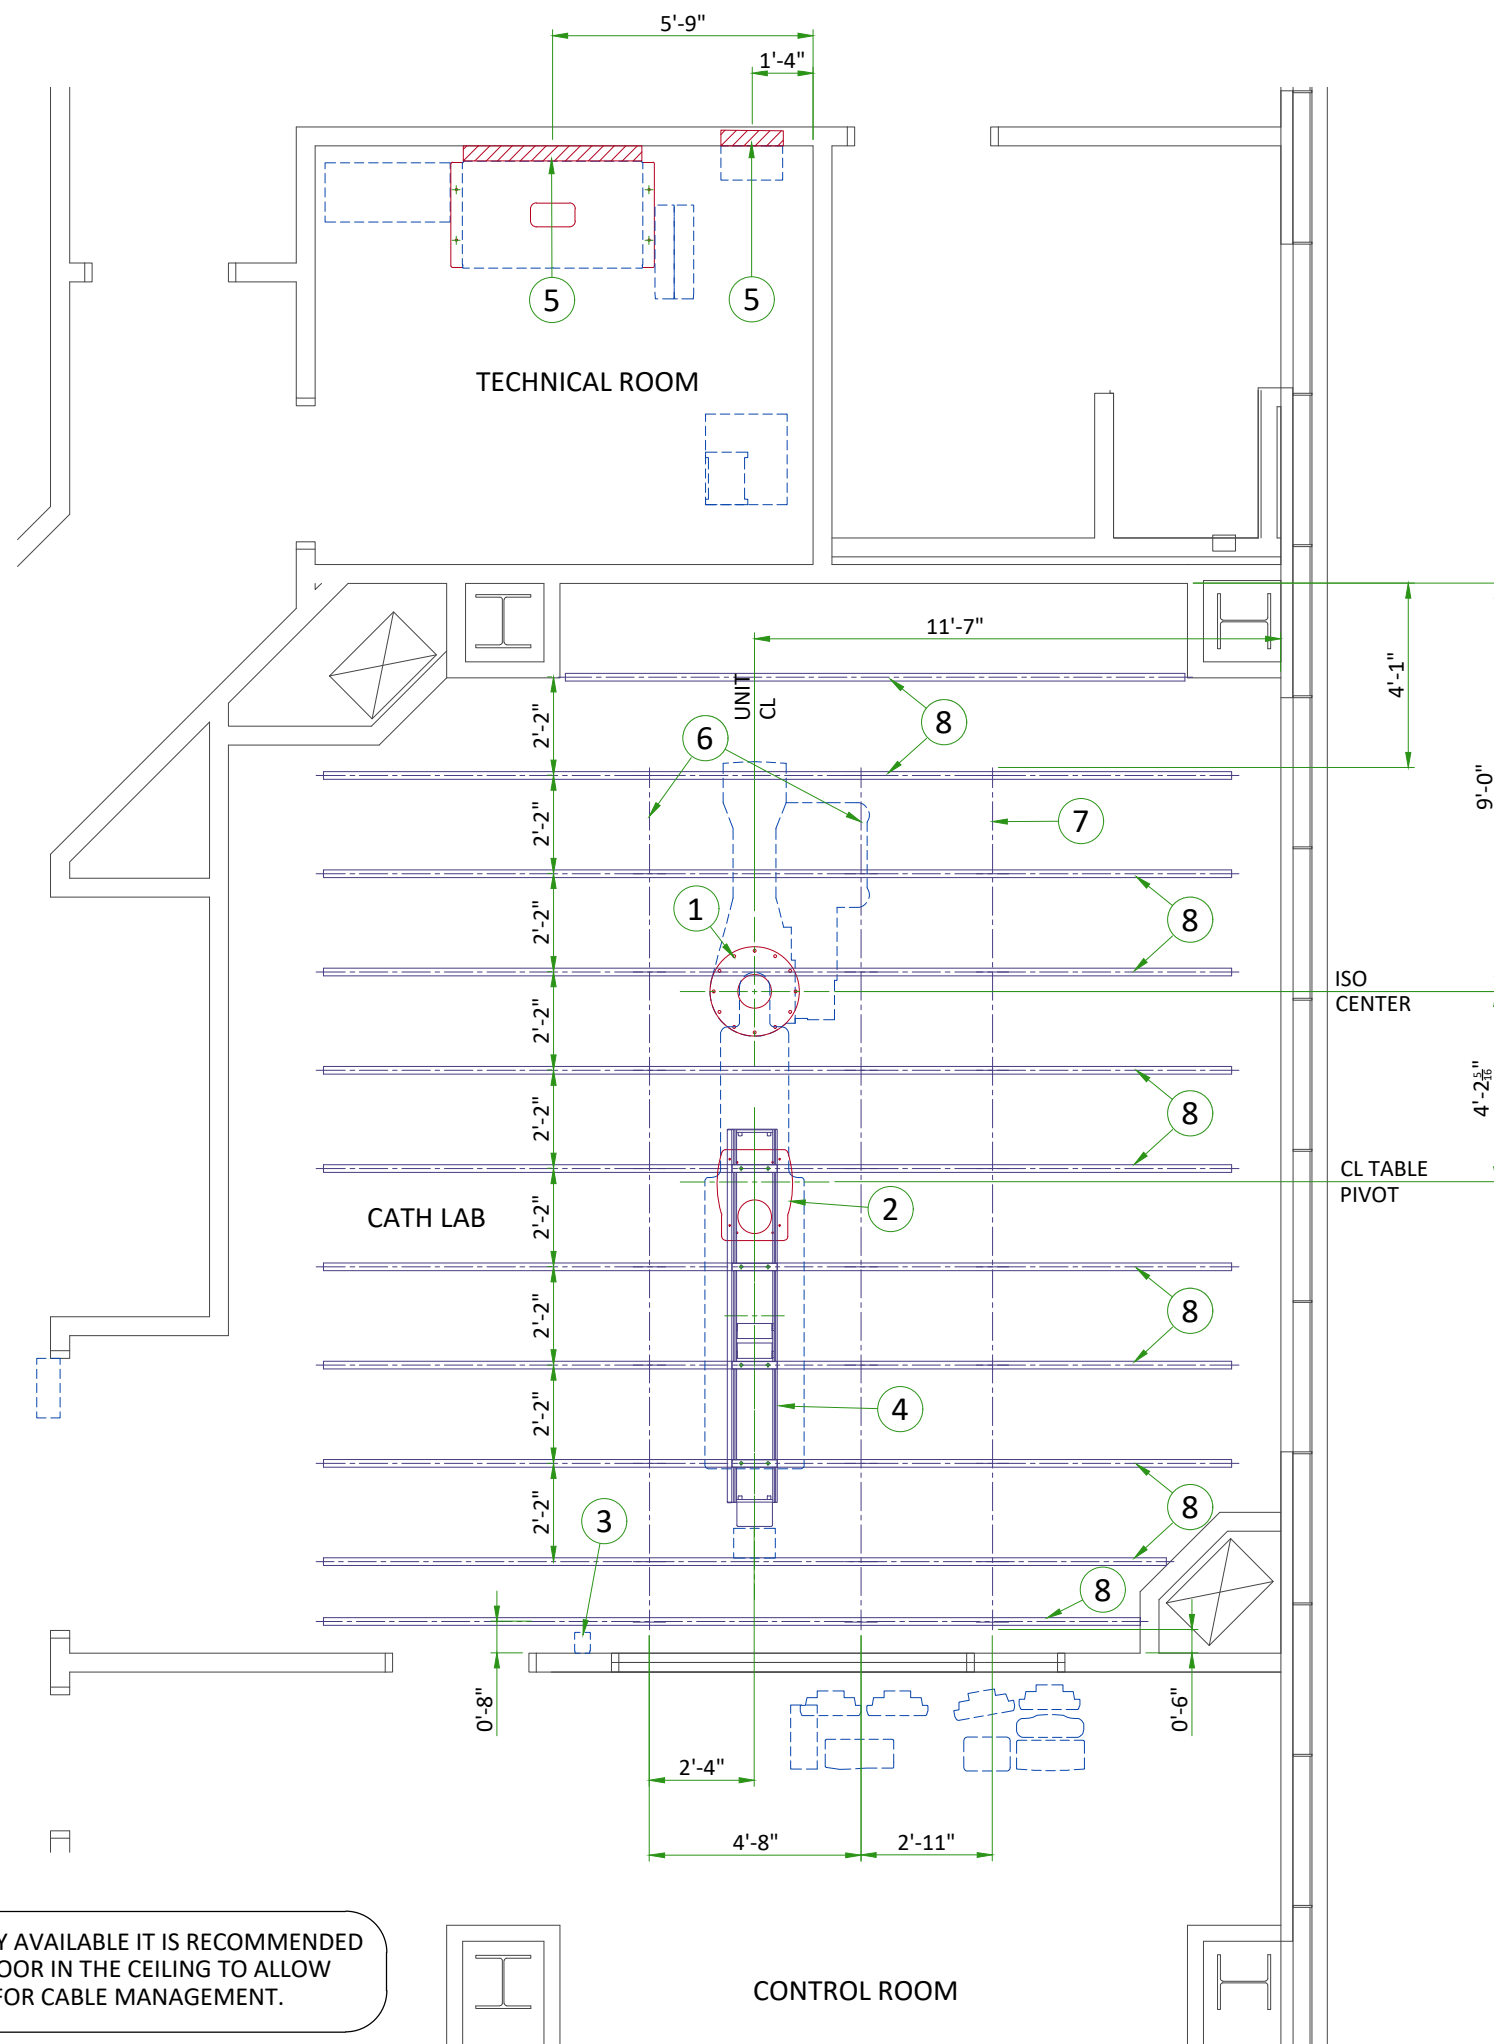 5'-9"
1'-4"
5
5
TECHNICAL ROOM
11'-7"
4'-1"
UNIT
CL
2'-2"
8
6
9'-0"
2'-2"
7
1
2'-2"
8
ISO
CENTER
2'-2"
4'-2 5/16"
2'-2"
8
CL TABLE
PIVOT
2
CATH LAB
2'-2"
8
2'-2"
4
2'-2"
3
2'-2"
8
8
0'-8"
0'-6"
2'-4"
4'-8"
2'-11"
Y AVAILABLE IT IS RECOMMENDED
OOR IN THE CEILING TO ALLOW
FOR CABLE MANAGEMENT.
CONTROL ROOM